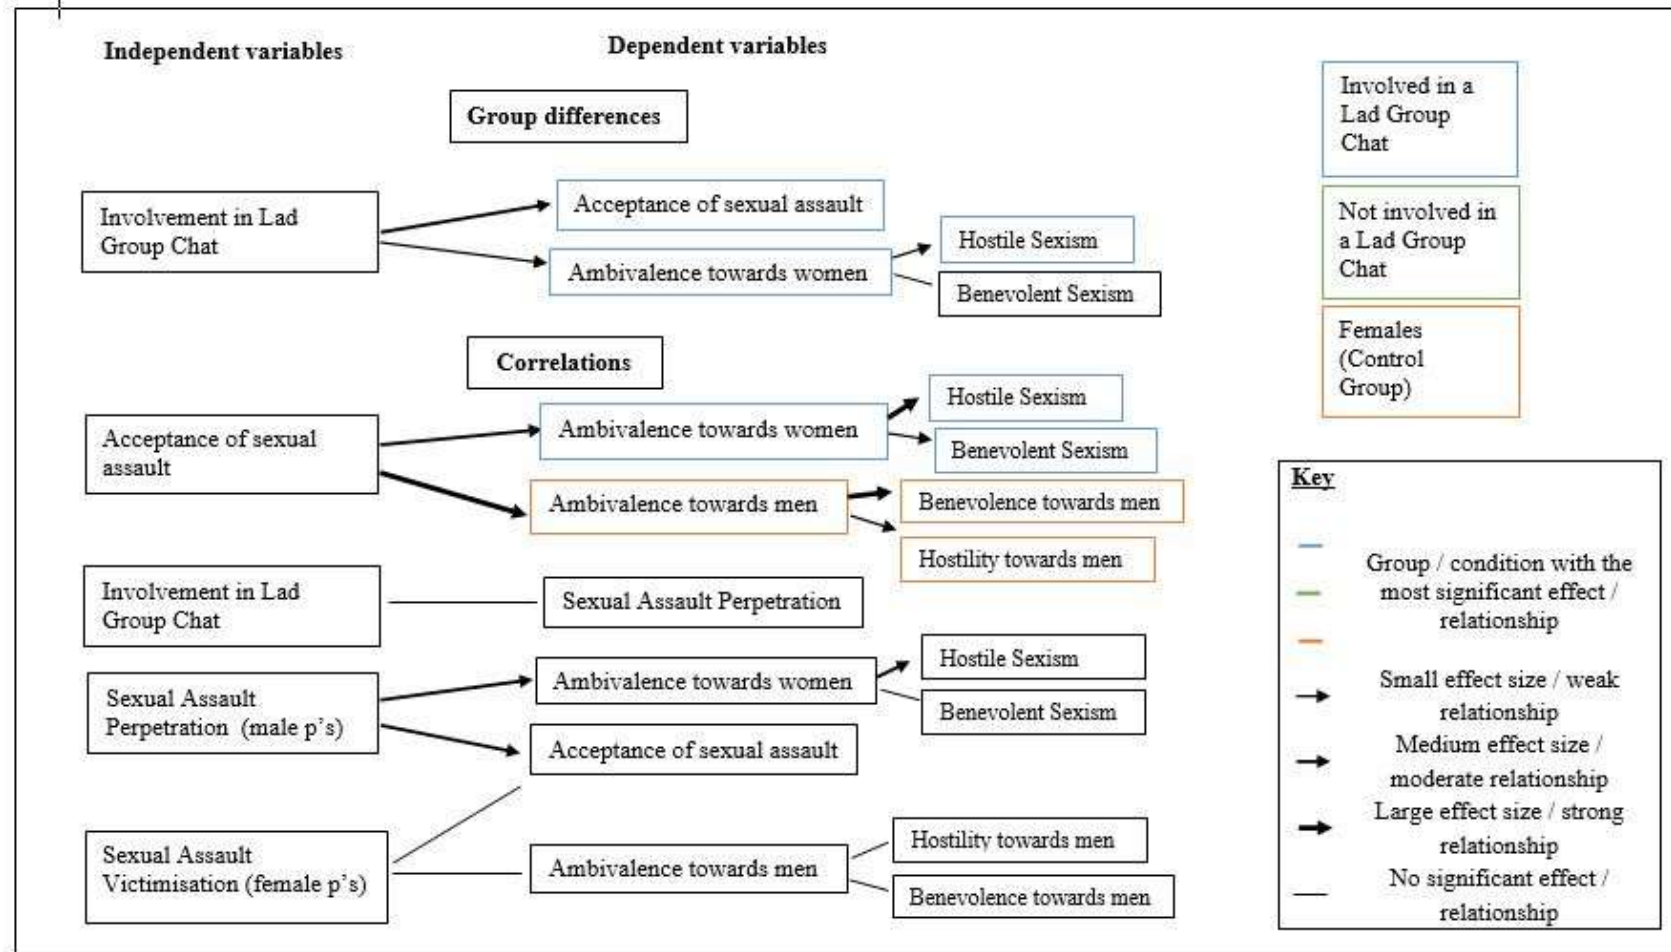 Independent variables
Dependent variables
Group differences
Involvement in Lad
Group Chat
Acceptance of sexual assault
Ambivalence towards women
Hostile Sexism
Benevolent Sexism
Correlations
Acceptance of sexual
assault
Ambivalence towards women
Hostile Sexism
Benevolent Sexism
Ambivalence towards men
Benevolence towards men
Hostility towards men
Involvement in Lad
Group Chat
Sexual Assault Perpetration
Sexual Assault
Perpetration (male p's)
Ambivalence towards women
Hostile Sexism
Benevolent Sexism
Acceptance of sexual assault
Sexual Assault
Victimisation (female p's)
Ambivalence towards men
Hostility towards men
Benevolence towards men
Involved in a
Lad Group
Chat
Not involved in
a Lad Group
Chat
Females
(Control
Group)
Key
Group / condition with the
most significant effect /
relationship
Small effect size / weak
relationship
Medium effect size /
moderate relationship
Large effect size / strong
relationship
No significant effect /
relationship